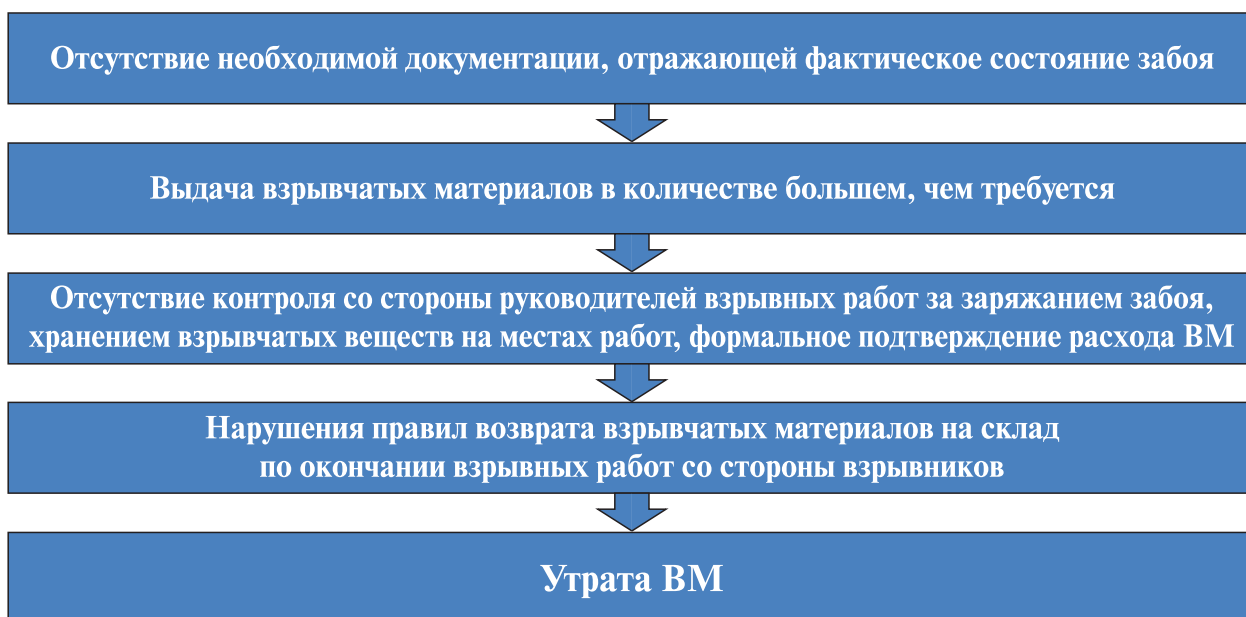 Отсутствие необходимой документации, отражающей фактическое состояние забоя
Выдача взрывчатых материалов в количестве большем, чем требуется
Отсутствие контроля со стороны руководителей взрывных работ за заряжанием забоя,
хранением взрывчатых веществ на местах работ, формальное подтверждение расхода ВМ
Нарушения правил возврата взрывчатых материалов на склад
по окончании взрывных работ со стороны взрывников
Утрата ВМ